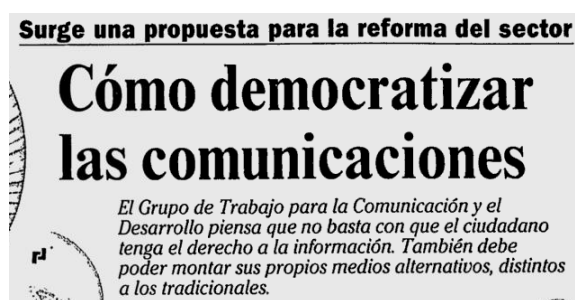 Surge una propuesta para la reforma del sector
Cómo democratizar
las comunicaciones
El Grupo de Trabajo para la Comunicación y el
Desarrollo piensa que no basta con que el ciudadano
tenga el derecho a la información. También debe
poder montar sus propios medios alternativos, distintos
a los tradicionales.